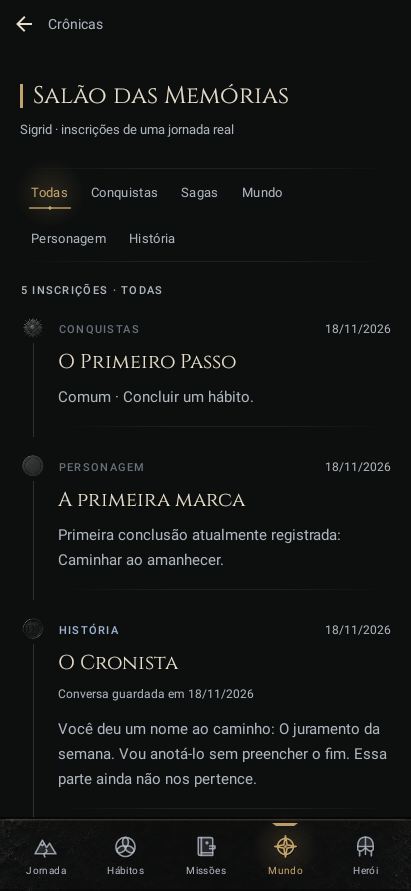 Crônicas
Salão das Memórias
Sigrid · inscrições de uma jornada real
Todas Conquistas Sagas Mundo
Personagem História
5 INSCRIÇÕES · TODAS
CONQUISTAS 18/11/2026
O Primeiro Passo
Comum · Concluir um hábito.
PERSONAGEM 18/11/2026
A primeira marca
Primeira conclusão atualmente registrada:
Caminhar ao amanhecer.
HISTÓRIA 18/11/2026
O Cronista
Conversa guardada em 18/11/2026
Você deu um nome ao caminho: O juramento da
semana. Vou anotá-lo sem preencher o fim. Essa
parte ainda não nos pertence.
Jornada Hábitos Missões Mundo Herói